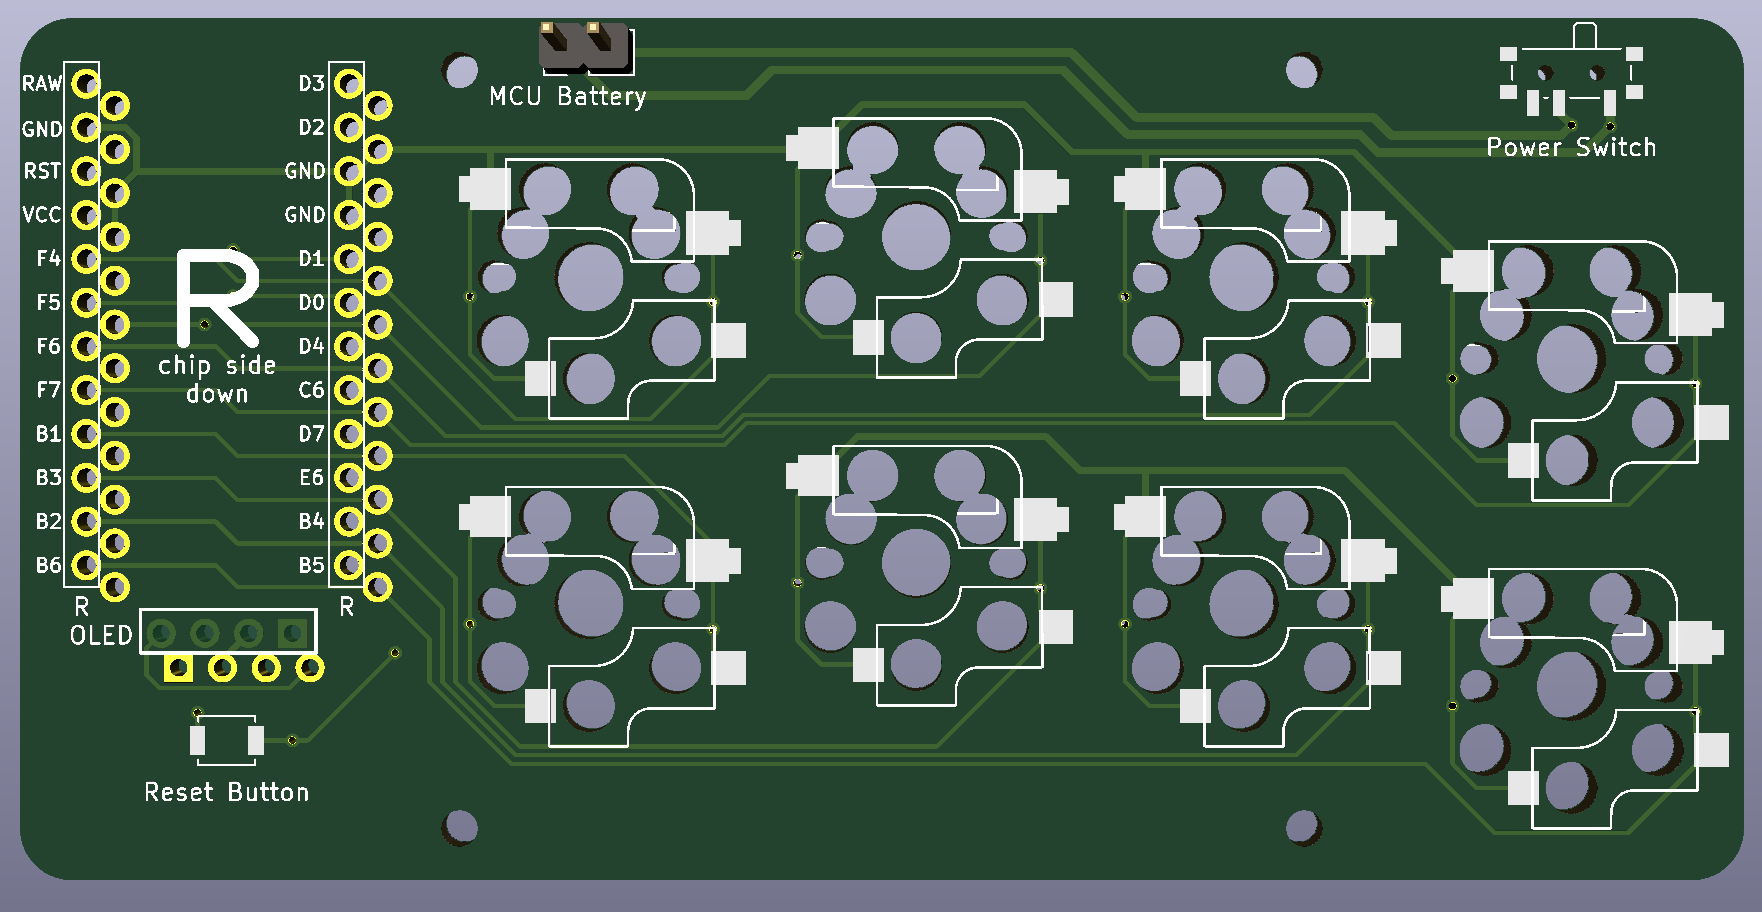 MCU Battery
Power Switch
RAW
GND
RST
VCC
F4
F5
F6
F7
B1
B3
B2
B6
R
D3
D2
GND
GND
D1
D0
D4
C6
D7
E6
B4
B5
R
R
chip side
down
OLED
Reset Button